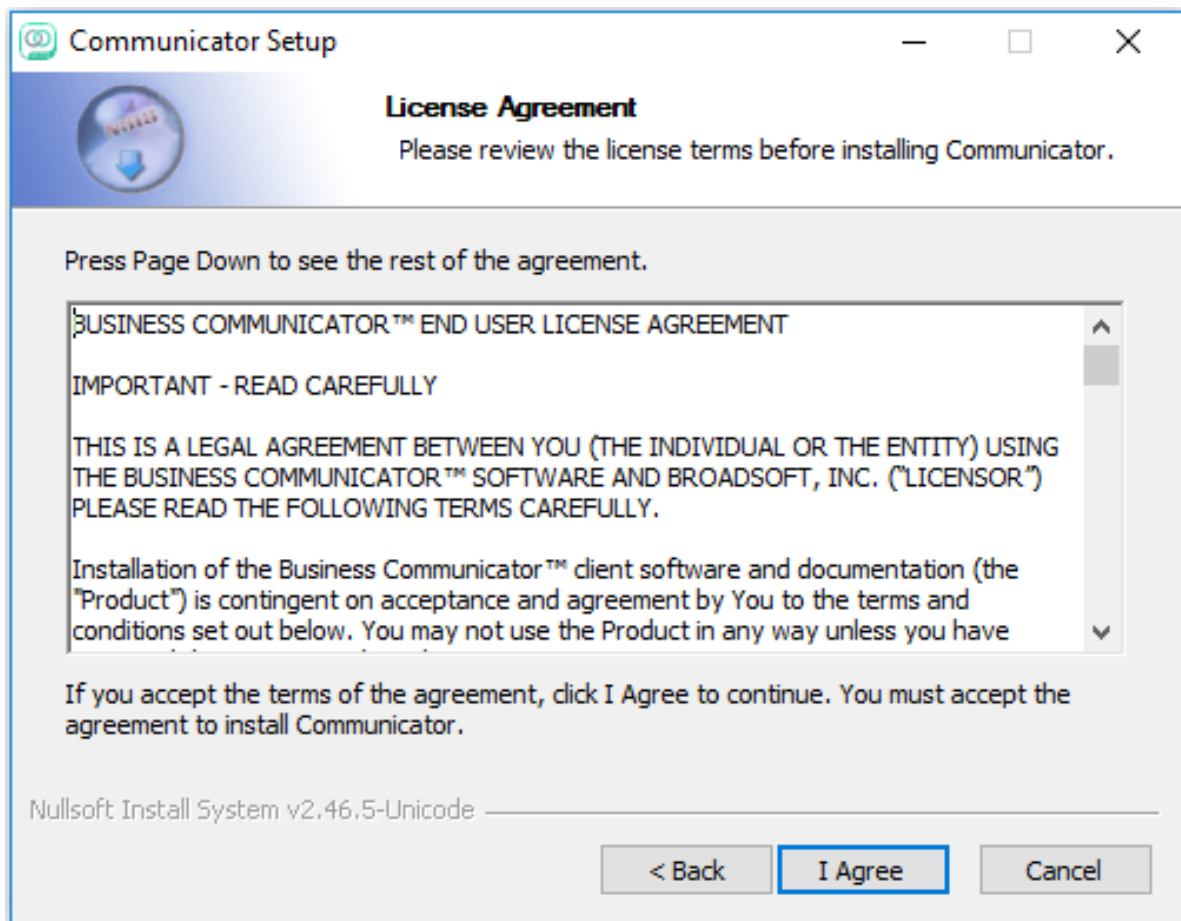 Communicator Setup
License Agreement
Please review the license terms before installing Communicator.
Press Page Down to see the rest of the agreement.
BUSINESS COMMUNICATOR™ END USER LICENSE AGREEMENT
IMPORTANT - READ CAREFULLY
THIS IS A LEGAL AGREEMENT BETWEEN YOU (THE INDIVIDUAL OR THE ENTITY) USING
THE BUSINESS COMMUNICATOR™ SOFTWARE AND BROADSOFT, INC. ("LICENSOR")
PLEASE READ THE FOLLOWING TERMS CAREFULLY.
Installation of the Business Communicator™ client software and documentation (the
"Product") is contingent on acceptance and agreement by You to the terms and
conditions set out below. You may not use the Product in any way unless you have
If you accept the terms of the agreement, click I Agree to continue. You must accept the
agreement to install Communicator.
Nullsoft Install System v2.46.5-Unicode
< Back
I Agree
Cancel